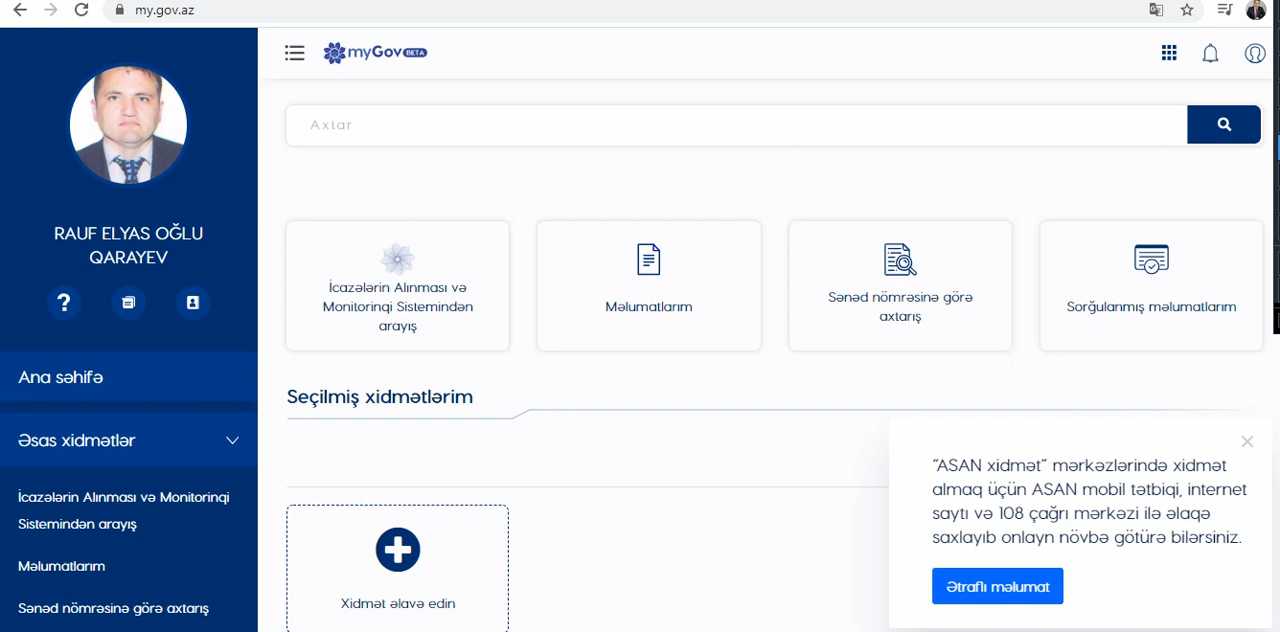 my.gov.az
myGov BETA
Axtar
RAUF ELYAS OĞLU
QARAYEV
?
Ana səhifə
Əsas xidmətlər
İcazələrin Alınması və Monitorinqi
Sistemindən arayış
Məlumatlarım
Sənəd nömrəsinə görə axtarış
İcazələrin Alınması və
Monitorinqi Sistemindən
arayış
Məlumatlarım
Sənəd nömrəsinə görə
axtarış
Sorğulanmış məlumatlarım
Seçilmiş xidmətlərim
Xidmət əlavə edin
“ASAN xidmət” mərkəzlərində xidmət
almaq üçün ASAN mobil tətbiqi, internet
saytı və 108 çağrı mərkəzi ilə əlaqə
saxlayıb onlayn növbə götürə bilərsiniz.
Ətraflı məlumat